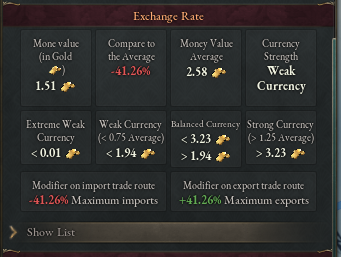 Exchange Rate
Mone value
(in Gold
)
1.51
Compare to
the Average
-41.26%
Money Value
Average
2.58
Currency
Strength
Weak
Currency
Extreme Weak
Currency
< 0.01
Weak Currency
(< 0.75 Average)
< 1.94
Balanced Currency
< 3.23
> 1.94
Strong Currency
(> 1.25 Average)
> 3.23
Modifier on import trade route
-41.26% Maximum imports
Modifier on export trade route
+41.26% Maximum exports
Show List